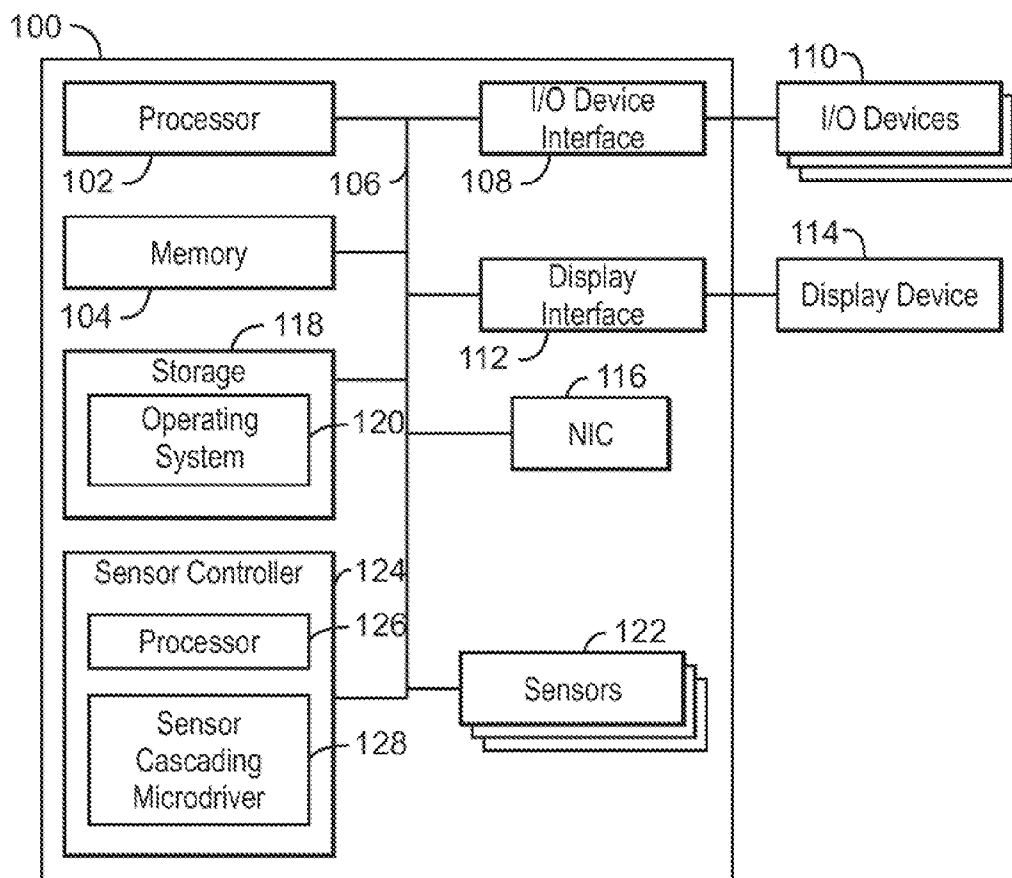 100
110
Processor
I/O Device
Interface
I/O Devices
102
106
108
Memory
114
Display
Interface
Display Device
104
118
112
Storage
116
Operating
System
120
NIC
Sensor Controller
124
Processor
126
122
Sensors
Sensor
Cascading
Microdriver
128